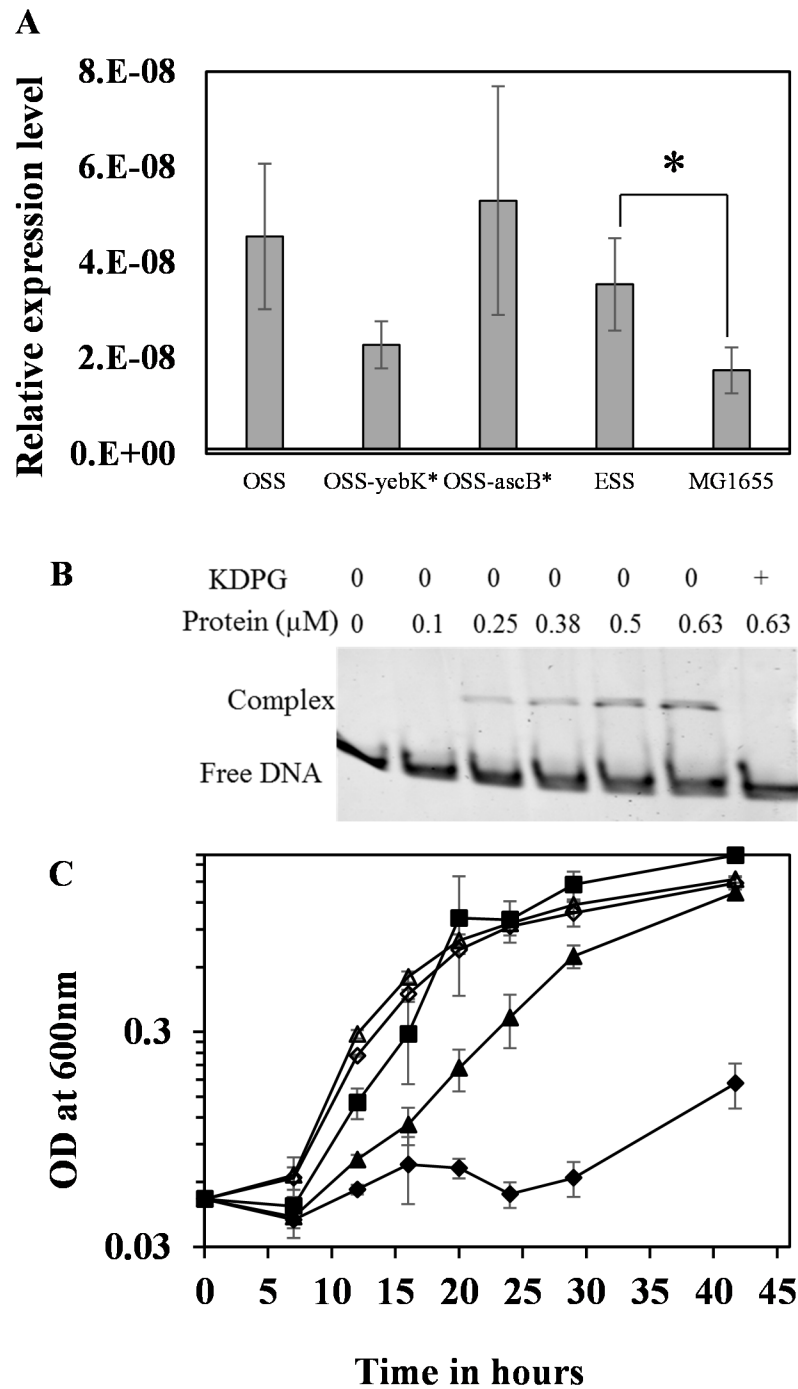 A
Relative expression level
8.E-08
6.E-08
4.E-08
2.E-08
0.E+00
*
OSS OSS-yebK* OSS-ascB* ESS MG1655
B
KDPG 0 0 0 0 0 0 +
Protein (µM) 0 0.1 0.25 0.38 0.5 0.63 0.63
Complex
Free DNA
C
OD at 600nm
0.3
0.03
0 5 10 15 20 25 30 35 40 45
Time in hours